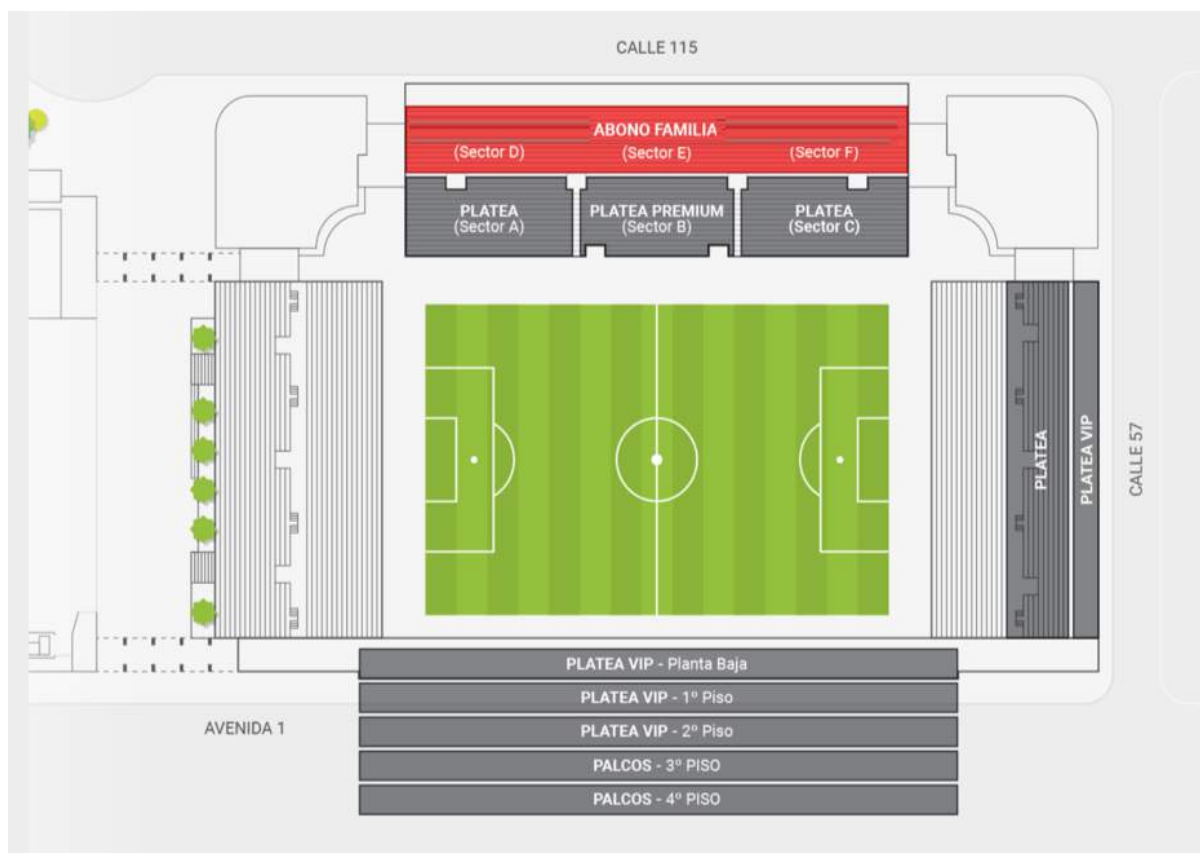 CALLE 115
ABONO FAMILIA
(Sector D)
(Sector E)
(Sector F)
PLATEA
(Sector A)
PLATEA PREMIUM
(Sector B)
PLATEA
(Sector C)
PLATEA
PLATEA VIP
CALLE 57
PLATEA VIP - Planta Baja
PLATEA VIP - 1º Piso
AVENIDA 1
PLATEA VIP - 2º Piso
PALCOS - 3º PISO
PALCOS - 4º PISO